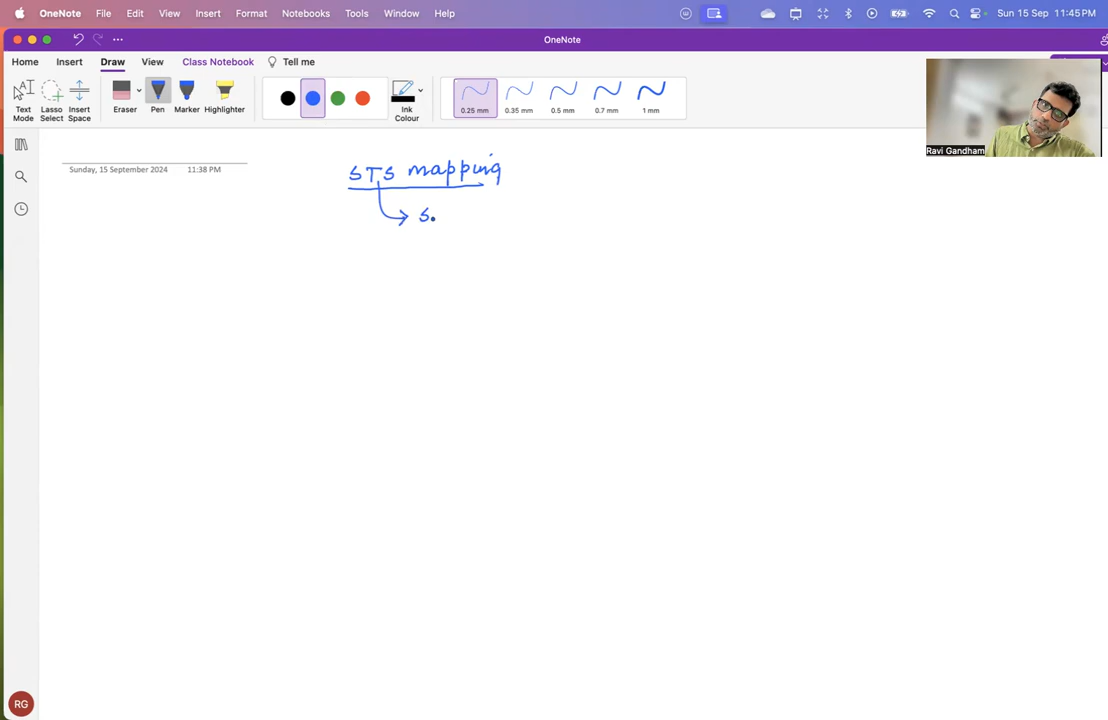 OneNote File Edit View Insert Format Notebooks Tools Window Help Sun 15 Sep 11:45PM
OneNote
Home Insert Draw View Class Notebook Tell me
Text Mode Lasso Select Insert Space Eraser Pen Marker Highlighter Ink Colour 0.25 mm 0.35 mm 0.5 mm 0.7 mm 1 mm
Ravi Gandham
Sunday, 15 September 2024 11:38 PM
STS mapping
S.
RG